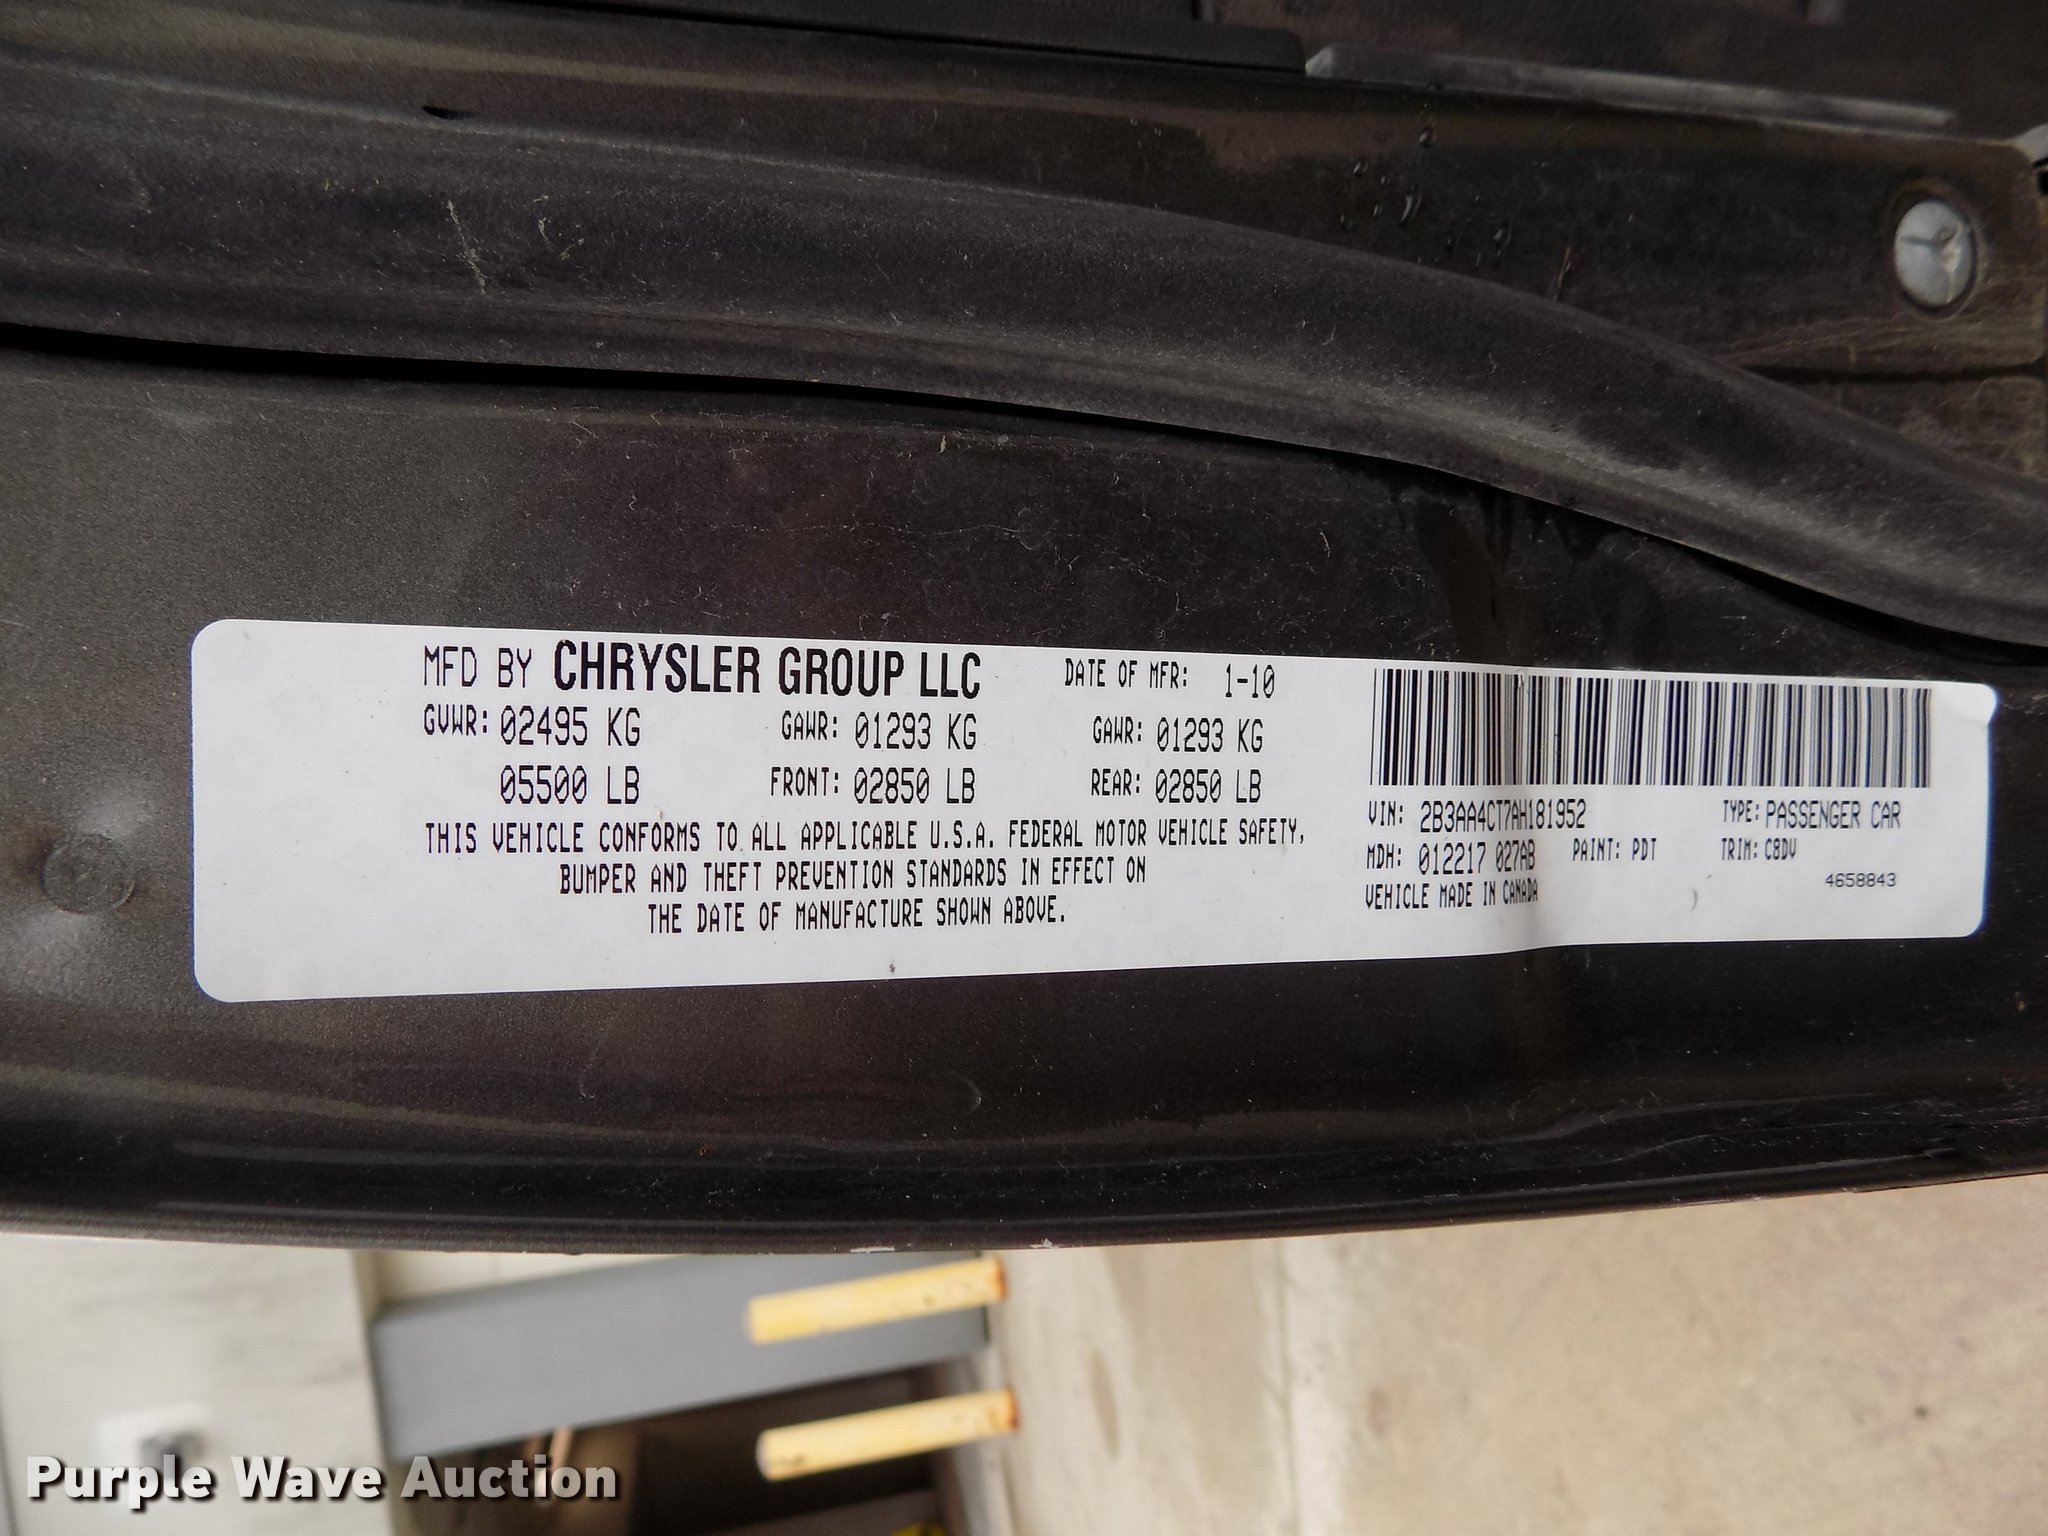 MFD BY CHRYSLER GROUP LLC DATE OF MFR: 1-10
GVWR: 02495 KG GAWR: 01293 KG GAWR: 01293 KG
05500 LB FRONT: 02850 LB REAR: 02850 LB
THIS VEHICLE CONFORMS TO ALL APPLICABLE U.S.A. FEDERAL MOTOR VEHICLE SAFETY,
BUMPER AND THEFT PREVENTION STANDARDS IN EFFECT ON
THE DATE OF MANUFACTURE SHOWN ABOVE.
VIN: 2B3AA4CT7AH181952 TYPE: PASSENGER CAR
MDH: 012217 027AB PAINT: PDT TRIM: C8DV
VEHICLE MADE IN CANADA 4658843
Purple Wave Auction